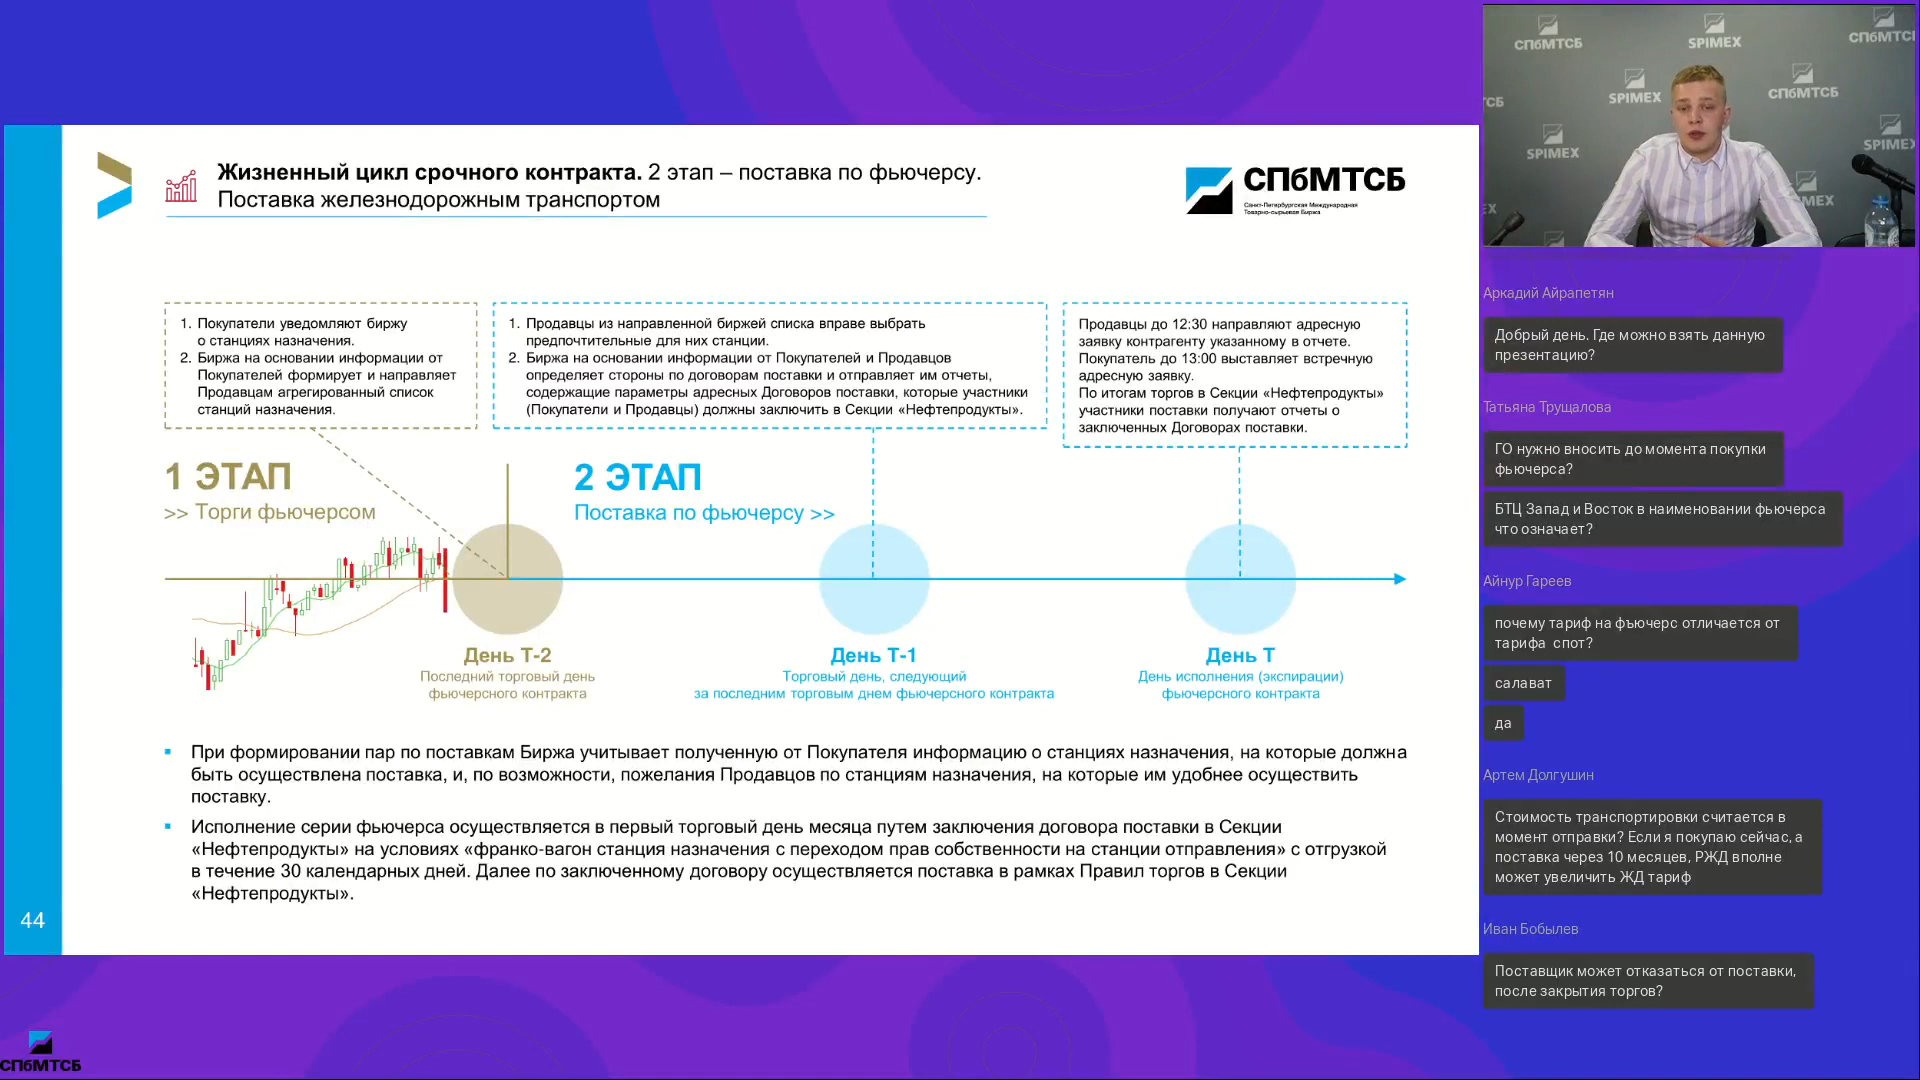 Жизненный цикл срочного контракта. 2 этап – поставка по фьючерсу.
Поставка железнодорожным транспортом
СПбМТСБ
Санкт-Петербургская Международная
Товарно-сырьевая Биржа
1. Покупатели уведомляют биржу
о станциях назначения.
2. Биржа на основании информации от
Покупателей формирует и направляет
Продавцам агрегированный список
станций назначения.
1. Продавцы из направленной биржей списка вправе выбрать
предпочтительные для них станции.
2. Биржа на основании информации от Покупателей и Продавцов
определяет стороны по договорам поставки и отправляет им отчеты,
содержащие параметры адресных Договоров поставки, которые участники
(Покупатели и Продавцы) должны заключить в Секции «Нефтепродукты».
Продавцы до 12:30 направляют адресную
заявку контрагенту указанному в отчете.
Покупатель до 13:00 выставляет встречную
адресную заявку.
По итогам торгов в Секции «Нефтепродукты»
участники поставки получают отчеты о
заключенных Договорах поставки.
1 ЭТАП
>> Торги фьючерсом
2 ЭТАП
Поставка по фьючерсу >>
День Т-2
Последний торговый день
фьючерсного контракта
День Т-1
Торговый день, следующий
за последним торговым днем фьючерсного контракта
День Т
День исполнения (экспирации)
фьючерсного контракта
▪ При формировании пар по поставкам Биржа учитывает полученную от Покупателя информацию о станциях назначения, на которые должна
быть осуществлена поставка, и, по возможности, пожелания Продавцов по станциям назначения, на которые им удобнее осуществить
поставку.
▪ Исполнение серии фьючерса осуществляется в первый торговый день месяца путем заключения договора поставки в Секции
«Нефтепродукты» на условиях «франко-вагон станция назначения с переходом прав собственности на станции отправления» с отгрузкой
в течение 30 календарных дней. Далее по заключенному договору осуществляется поставка в рамках Правил торгов в Секции
«Нефтепродукты».
44
СПбМТСБ
СПбМТСБ
SPIMEX
СПбМТСБ
SPIMEX
СПбМТСБ
SPIMEX
SPIMEX
Аркадий Айрапетян
Добрый день. Где можно взять данную
презентацию?
Татьяна Трущалова
ГО нужно вносить до момента покупки
фьючерса?
БТЦ Запад и Восток в наименовании фьючерса
что означает?
Айнур Гареев
почему тариф на фъючерс отличается от
тарифа спот?
салават
да
Артем Долгушин
Стоимость транспортировки считается в
момент отправки? Если я покупаю сейчас, а
поставка через 10 месяцев, РЖД вполне
может увеличить ЖД тариф
Иван Бобылев
Поставщик может отказаться от поставки,
после закрытия торгов?